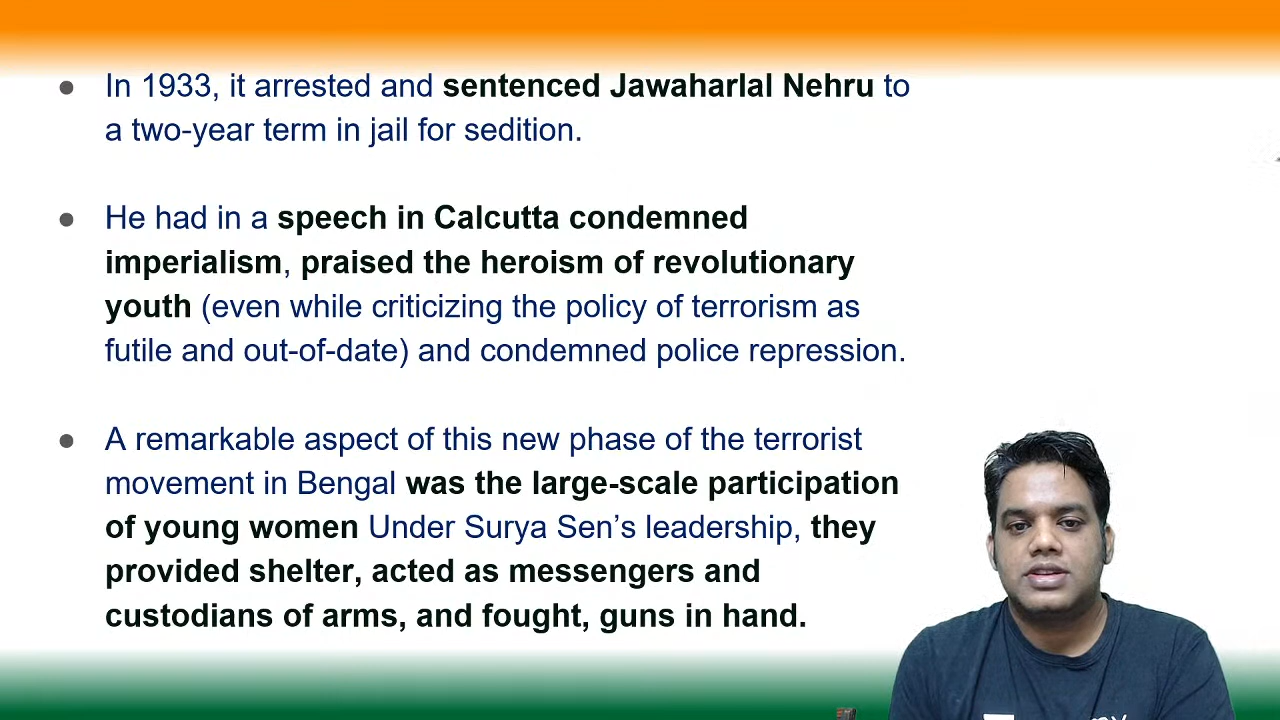 ● In 1933, it arrested and sentenced Jawaharlal Nehru to
a two-year term in jail for sedition.
● He had in a speech in Calcutta condemned
imperialism, praised the heroism of revolutionary
youth (even while criticizing the policy of terrorism as
futile and out-of-date) and condemned police repression.
● A remarkable aspect of this new phase of the terrorist
movement in Bengal was the large-scale participation
of young women Under Surya Sen’s leadership, they
provided shelter, acted as messengers and
custodians of arms, and fought, guns in hand.